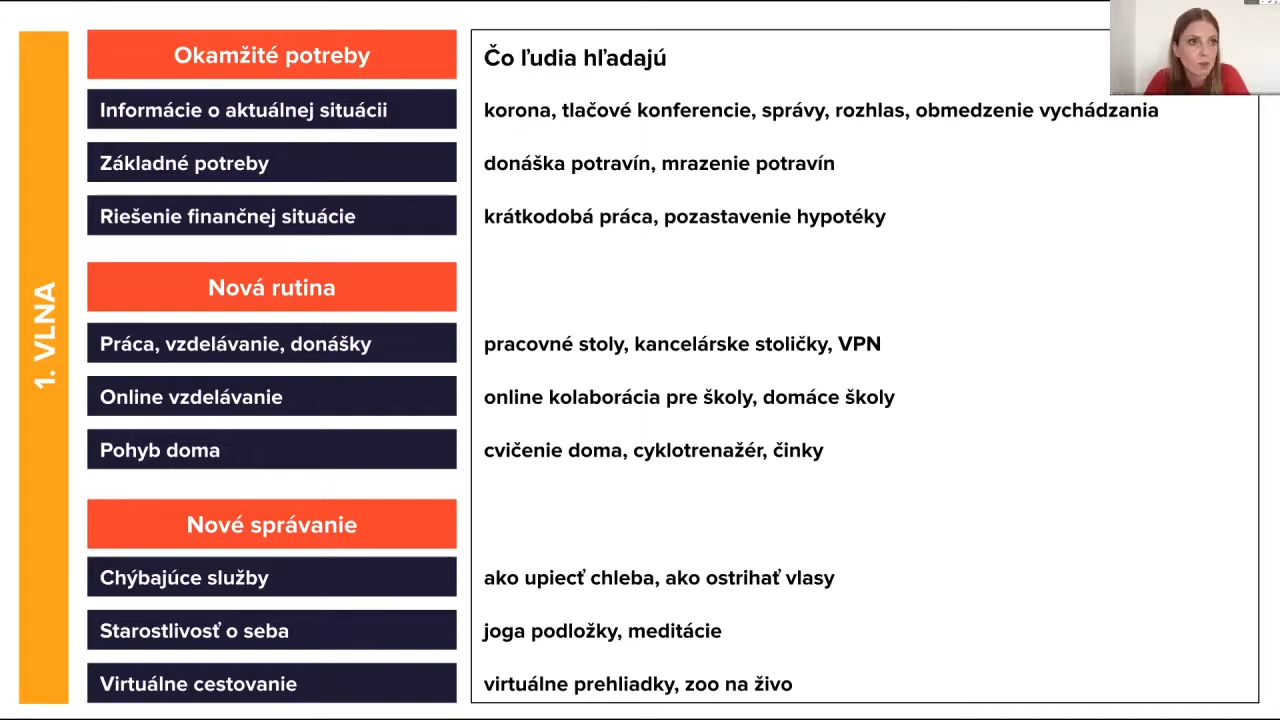 1. VLNA
Okamžité potreby
Čo ľudia hľadajú
Informácie o aktuálnej situácii
korona, tlačové konferencie, správy, rozhlas, obmedzenie vychádzania
Základné potreby
donáška potravín, mrazenie potravín
Riešenie finančnej situácie
krátkodobá práca, pozastavenie hypotéky
Nová rutina
Práca, vzdelávanie, donášky
pracovné stoly, kancelárske stoličky, VPN
Online vzdelávanie
online kolaborácia pre školy, domáce školy
Pohyb doma
cvičenie doma, cyklotrenažér, činky
Nové správanie
Chýbajúce služby
ako upiecť chleba, ako ostrihať vlasy
Starostlivosť o seba
joga podložky, meditácie
Virtuálne cestovanie
virtuálne prehliadky, zoo na živo